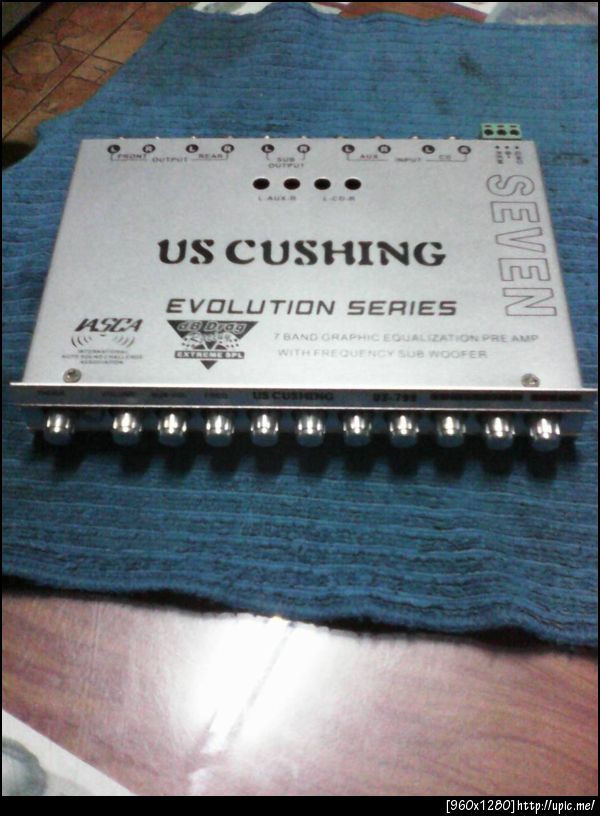 L R L R L R L R L R
FRONT REAR SUB AUX CD
OUTPUT OUTPUT INPUT
L-AUX-R L-CD-R
SEVEN
US CUSHING
EVOLUTION SERIES
IASCA
INTERNATIONAL
AUTO SOUND CHALLENGE
ASSOCIATION
dB Drag
Racing
EXTREME SPL
7 BAND GRAPHIC EQUALIZATION PRE AMP
WITH FREQUENCY SUB WOOFER
VOLUME US CUSHING
[960x1280]http://upic.me/